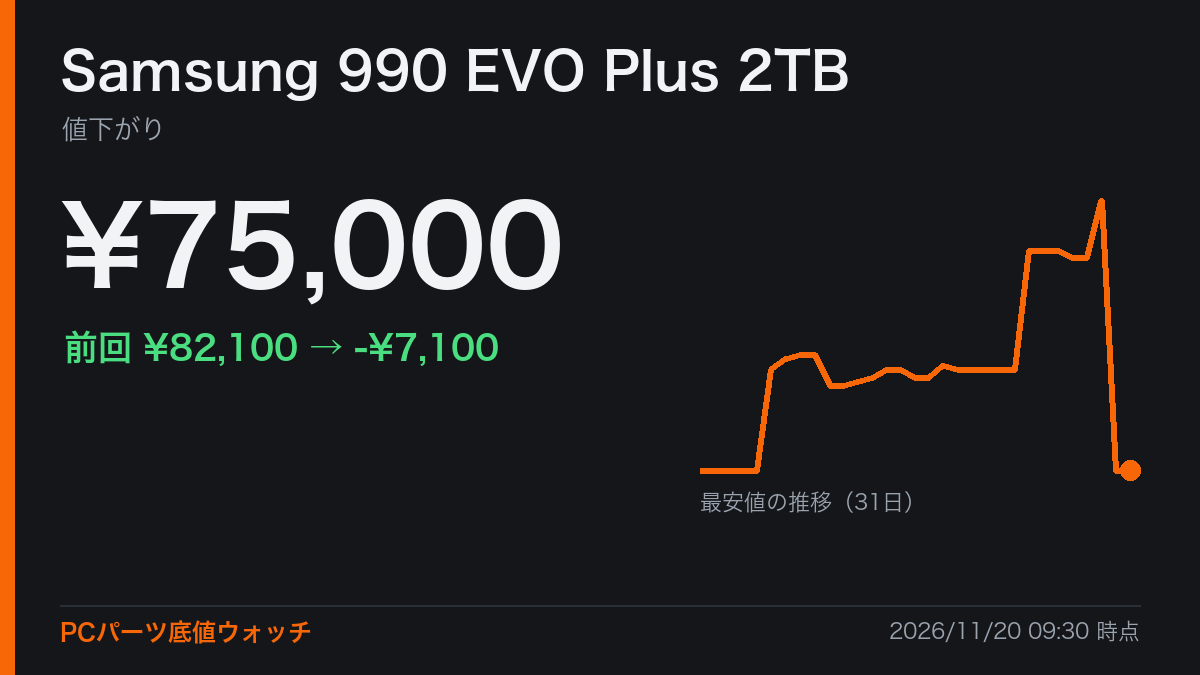 Samsung 990 EVO Plus 2TB
値下がり
¥75,000
前回 ¥82,100 → -¥7,100
最安値の推移（31日）
PCパーツ底値ウォッチ
2026/11/20 09:30 時点